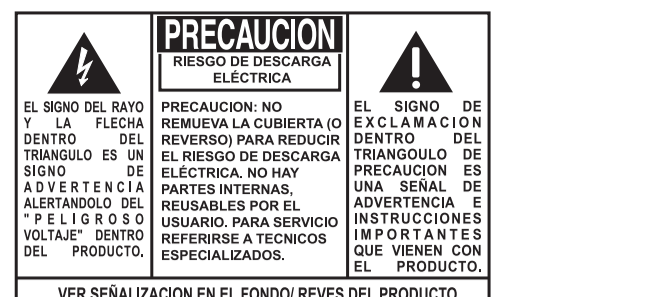 PRECAUCION
RIESGO DE DESCARGA
ELÉCTRICA
EL SIGNO DEL RAYO
Y LA FLECHA
DENTRO DEL
TRIANGULO ES UN
SIGNO DE
ADVERTENCIA
ALERTANDOLO DEL
"PELIGROSO
VOLTAJE" DENTRO
DEL PRODUCTO.
PRECAUCION: NO
REMUEVA LA CUBIERTA (O
REVERSO) PARA REDUCIR
EL RIESGO DE DESCARGA
ELÉCTRICA. NO HAY
PARTES INTERNAS,
REUSABLES POR EL
USUARIO. PARA SERVICIO
REFERIRSE A TECNICOS
ESPECIALIZADOS.
EL SIGNO DE
EXCLAMACION
DENTRO DEL
TRIANGOULO DE
PRECAUCION ES
UNA SEÑAL DE
ADVERTENCIA E
INSTRUCCIONES
IMPORTANTES
QUE VIENEN CON
EL PRODUCTO.
VER SEÑALIZACION EN EL FONDO/ REVES DEL PRODUCTO